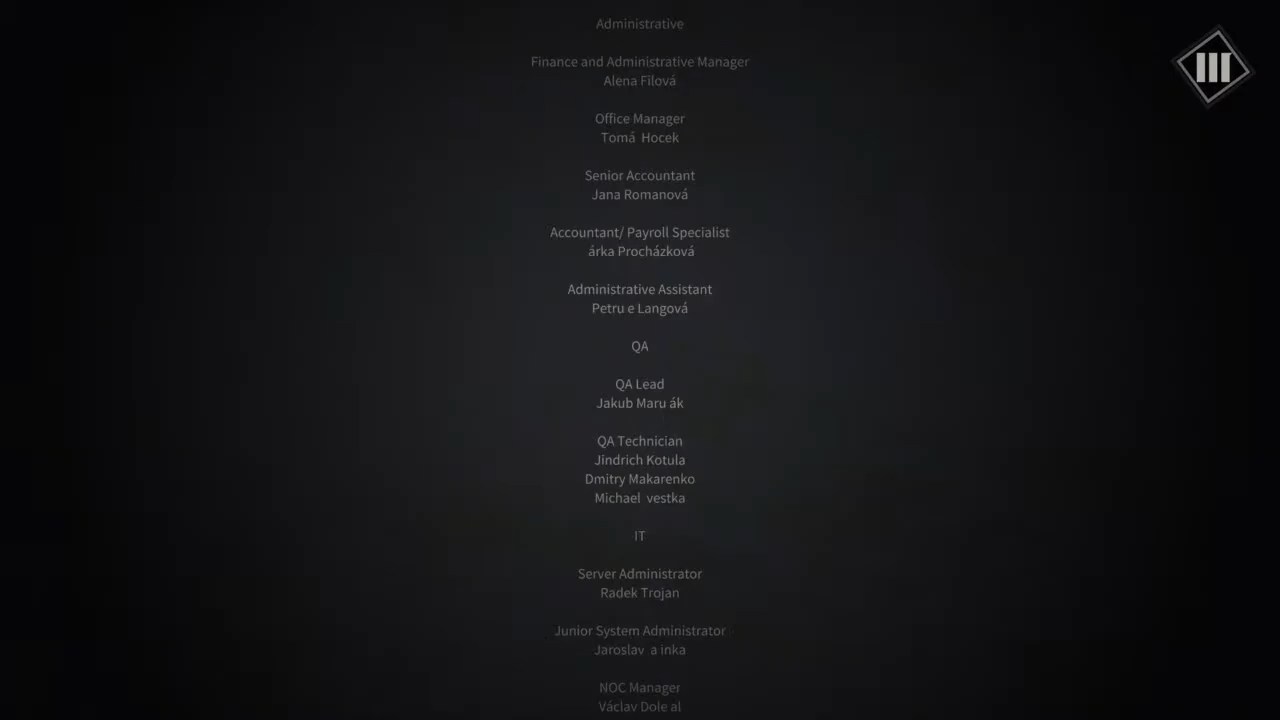 Administrative
Finance and Administrative Manager
Alena Filová
Office Manager
Tomá  Hocek
Senior Accountant
Jana Romanová
Accountant/ Payroll Specialist
árka Procházková
Administrative Assistant
Petru e Langová
QA
QA Lead
Jakub Maru ák
QA Technician
Jindrich Kotula
Dmitry Makarenko
Michael  vestka
IT
Server Administrator
Radek Trojan
Junior System Administrator
Jaroslav  a inka
NOC Manager
Václav Dole al
III